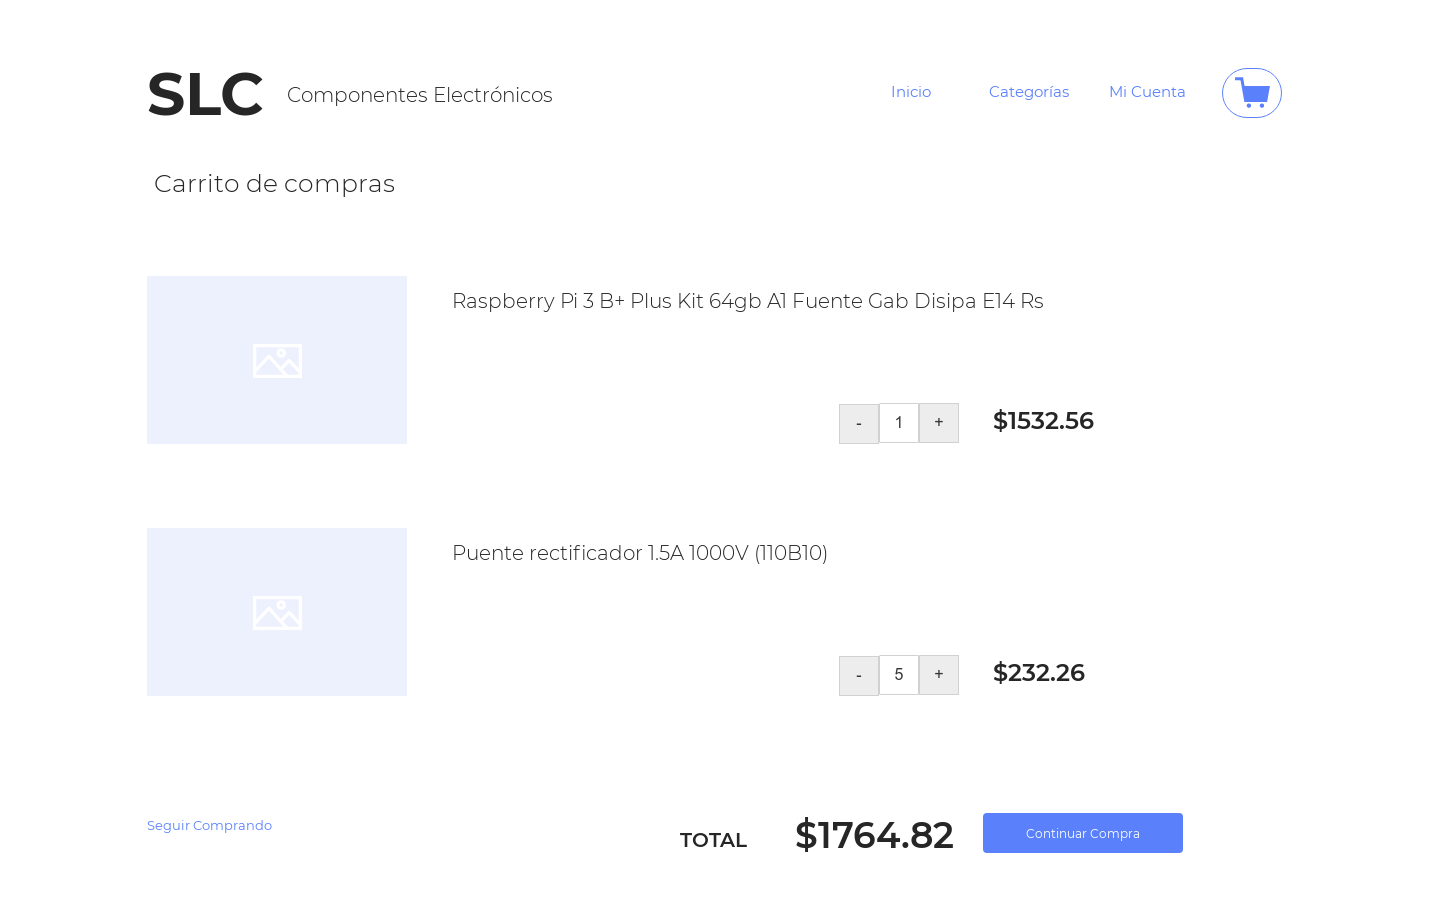 SLC Componentes Electrónicos Inicio Categorías Mi Cuenta
Carrito de compras
Raspberry Pi 3 B+ Plus Kit 64gb A1 Fuente Gab Disipa E14 Rs
- 1 + $1532.56
Puente rectificador 1.5A 1000V (110B10)
- 5 + $232.26
Seguir Comprando TOTAL $1764.82 Continuar Compra